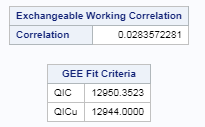 Exchangeable Working Correlation
Correlation 0.0283572281
GEE Fit Criteria
QIC 12950.3523
QICu 12944.0000